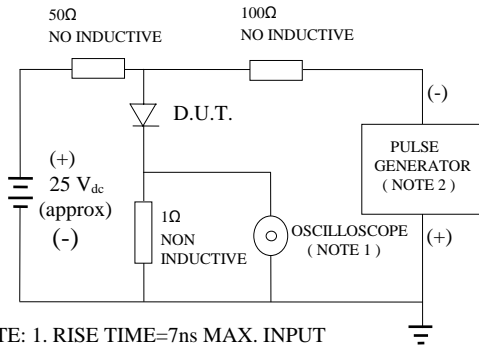 50Ω
NO INDUCTIVE
100Ω
NO INDUCTIVE
(-)
D.U.T.
PULSE
GENERATOR
( NOTE 2 )
(+)
25 Vdc
(approx)
(-)
1Ω
NON
INDUCTIVE
OSCILLOSCOPE
( NOTE 1 )
(+)
TE: 1. RISE TIME=7ns MAX. INPUT